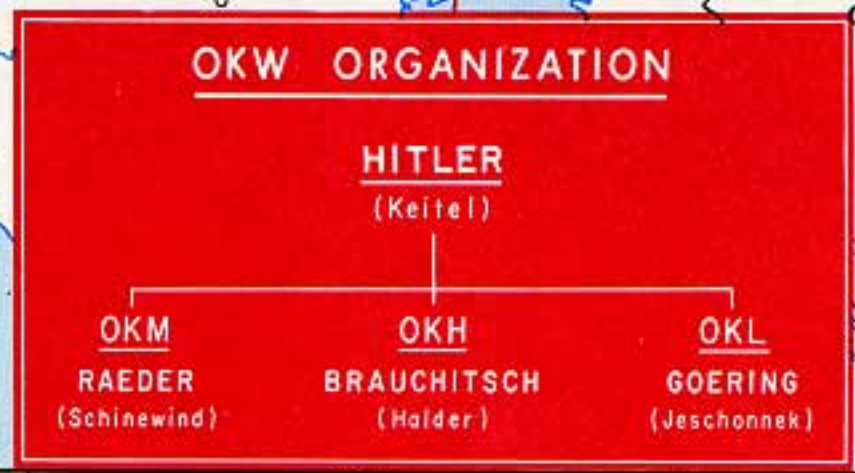 OKW ORGANIZATION
HITLER
(Keitel)
OKM OKH OKL
RAEDER BRAUCHITSCH GOERING
(Schinewind) (Halder) (Jeschonnek)